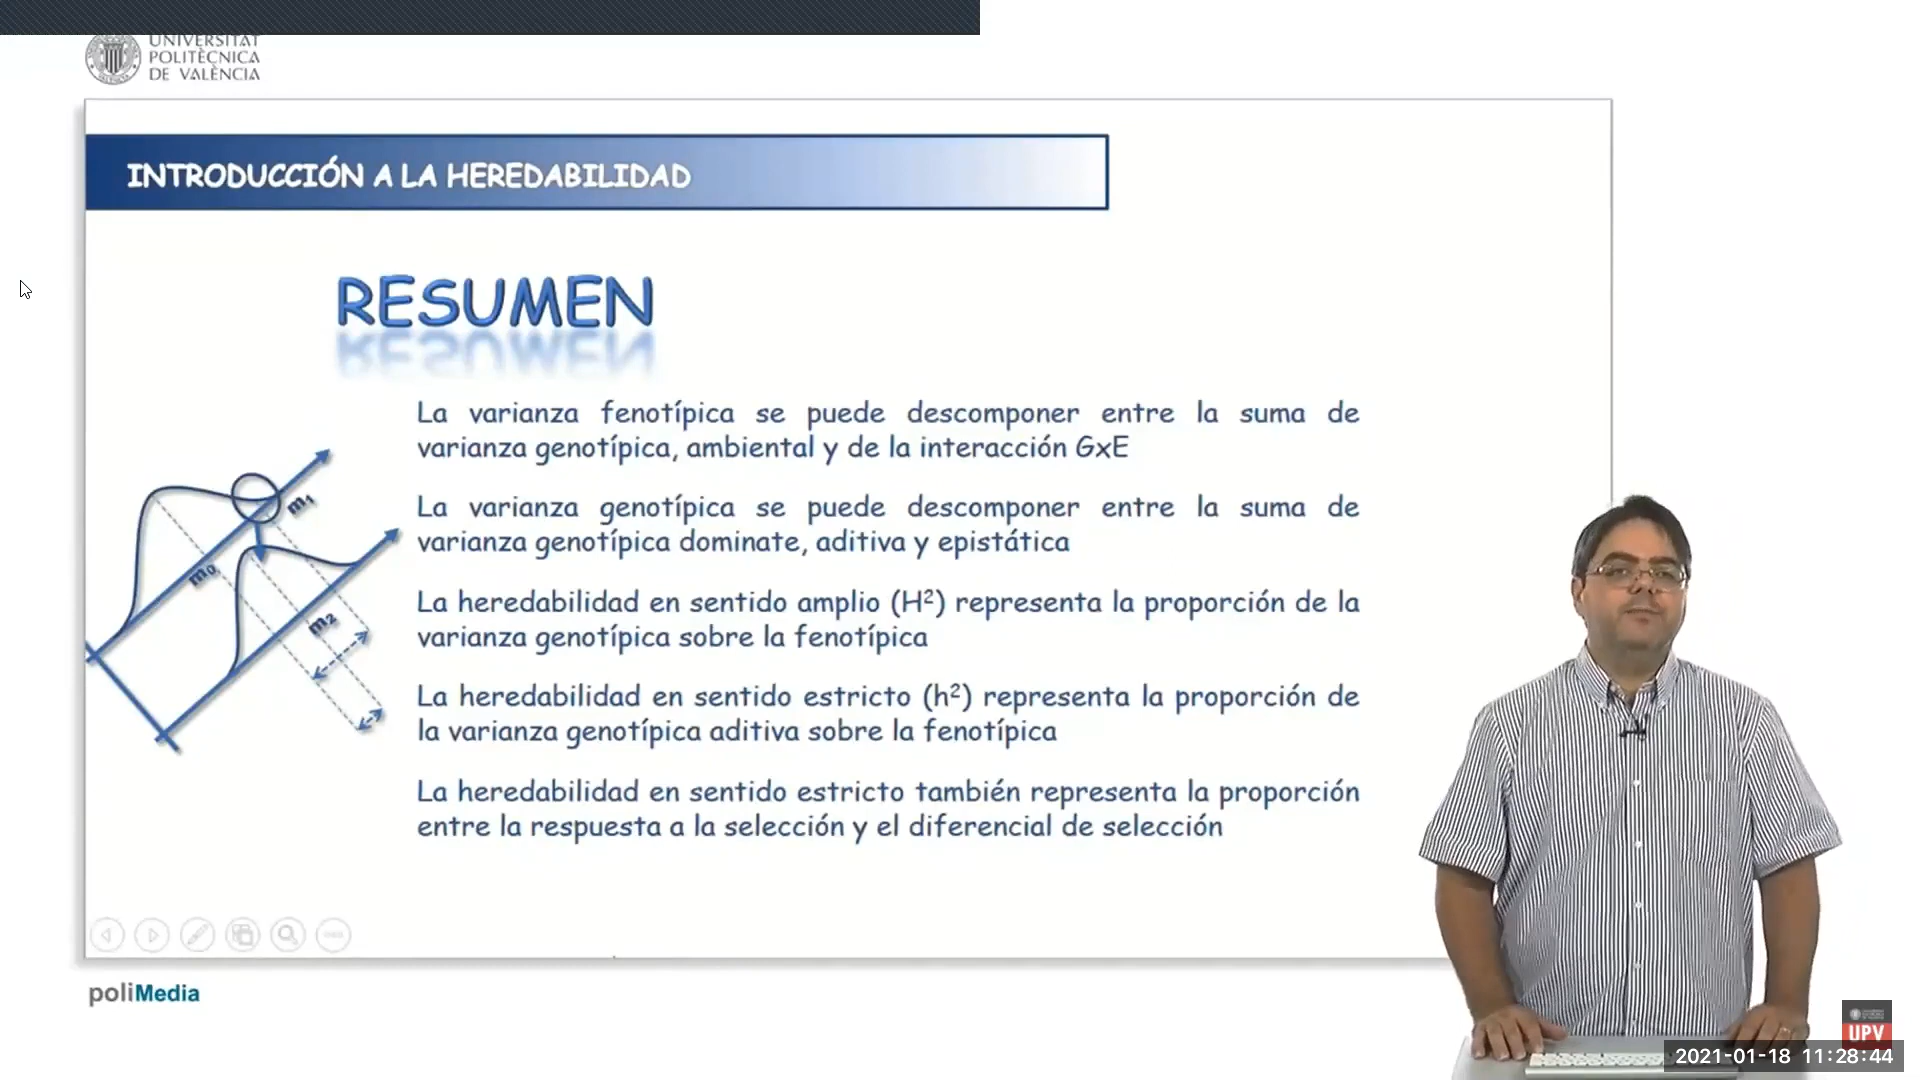 UNIVERSITAT
POLITÈCNICA
DE VALÈNCIA
INTRODUCCIÓN A LA HEREDABILIDAD
RESUMEN
La varianza fenotípica se puede descomponer entre la suma de
varianza genotípica, ambiental y de la interacción GxE
La varianza genotípica se puede descomponer entre la suma de
varianza genotípica dominate, aditiva y epistática
La heredabilidad en sentido amplio (H²) representa la proporción de la
varianza genotípica sobre la fenotípica
La heredabilidad en sentido estricto (h²) representa la proporción de
la varianza genotípica aditiva sobre la fenotípica
La heredabilidad en sentido estricto también representa la proporción
entre la respuesta a la selección y el diferencial de selección
m₁
m₀
m₂
poliMedia
UPV
2021-01-18 11:28:44